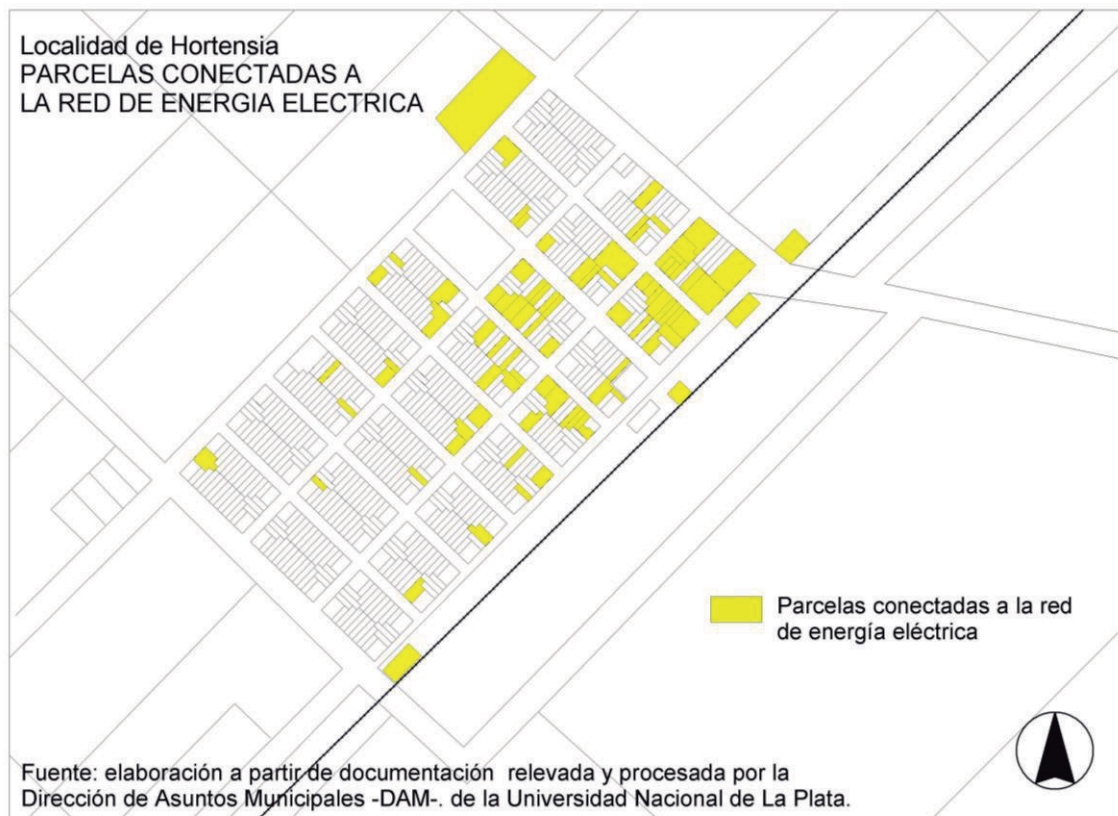 Localidad de Hortensia
PARCELAS CONECTADAS A
LA RED DE ENERGIA ELECTRICA
Parcelas conectadas a la red
de energía eléctrica
Fuente: elaboración a partir de documentación relevada y procesada por la
Dirección de Asuntos Municipales -DAM-. de la Universidad Nacional de La Plata.